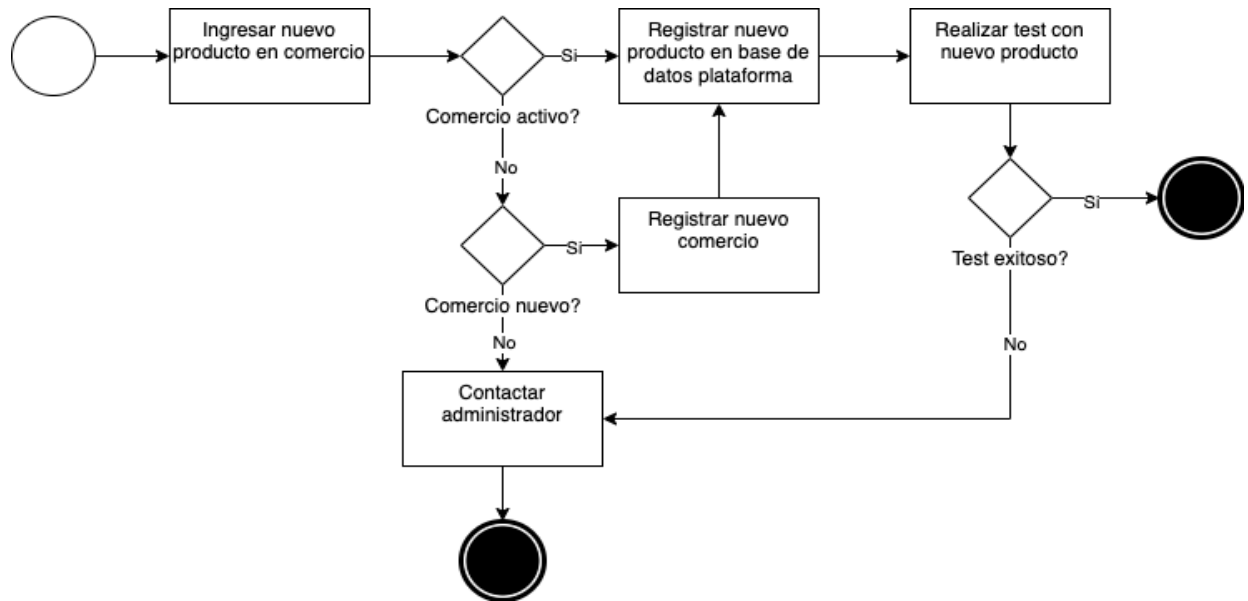 Ingresar nuevo
producto en comercio
Si
Registrar nuevo
producto en base de
datos plataforma
Realizar test con
nuevo producto
Comercio activo?
No
Si
Registrar nuevo
comercio
Si
Comercio nuevo?
Test exitoso?
No
No
Contactar
administrador